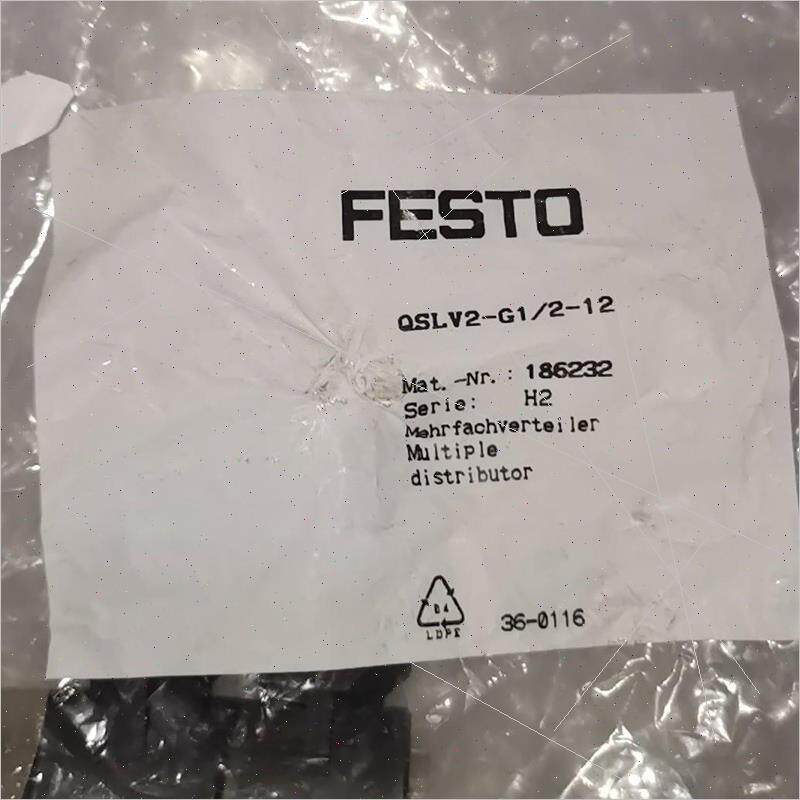 FESTO
QSLV2-G1/2-12
Mat.-Nr.: 186232
Serie: H2
Mehrfachverteiler
Multiple
distributor
04
LDPE
36-0116